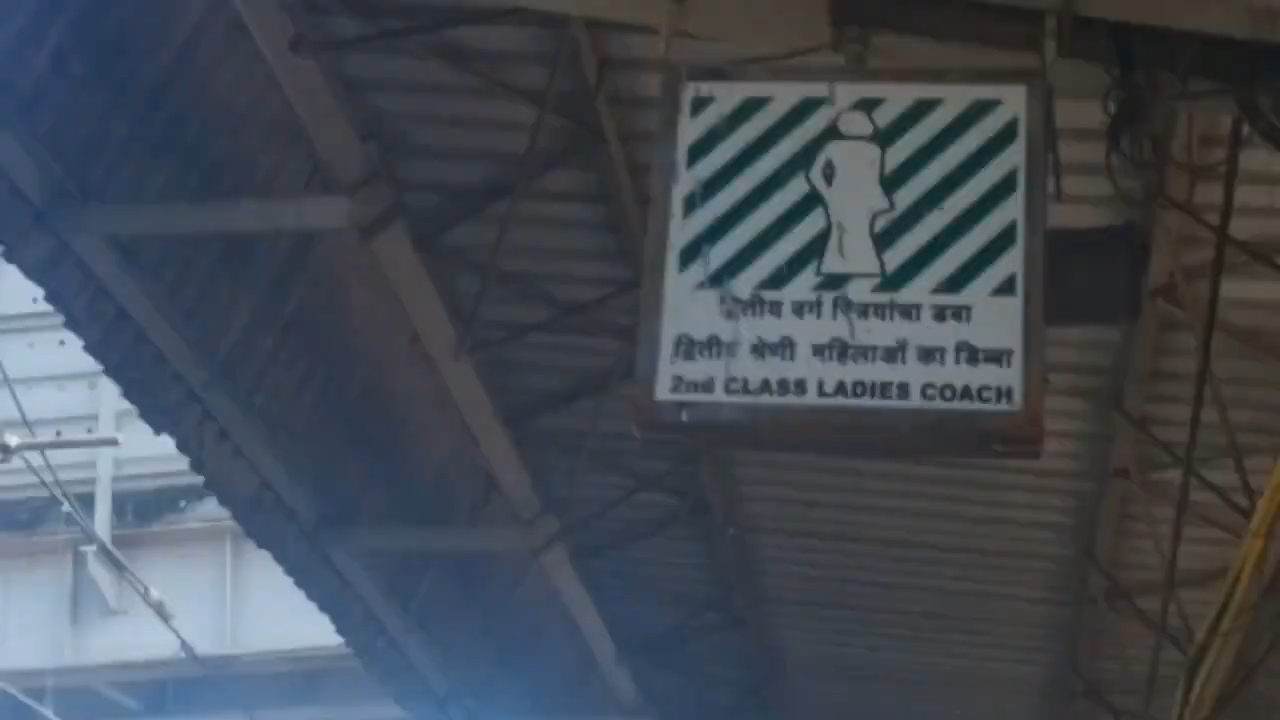 द्वितीय वर्ग स्त्रियांचा डबा
द्वितीय श्रेणी महिलाओं का डिब्बा
2nd CLASS LADIES COACH